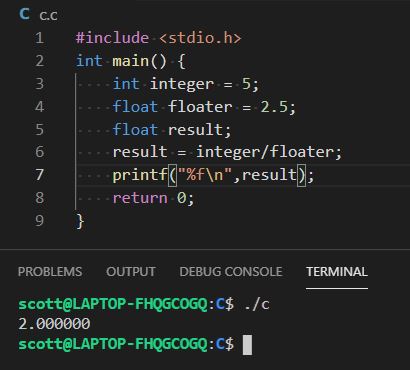 C c.c
1 #include <stdio.h>
2 int main() {
3 ····int·integer·=·5;
4 ····float·floater·=·2.5;
5 ····float·result;
6 ····result·=·integer/floater;
7 ····printf("%f\n",result);
8 ····return·0;
9 }
PROBLEMS OUTPUT DEBUG CONSOLE TERMINAL
scott@LAPTOP-FHQGCOGQ:C$ ./c
2.000000
scott@LAPTOP-FHQGCOGQ:C$